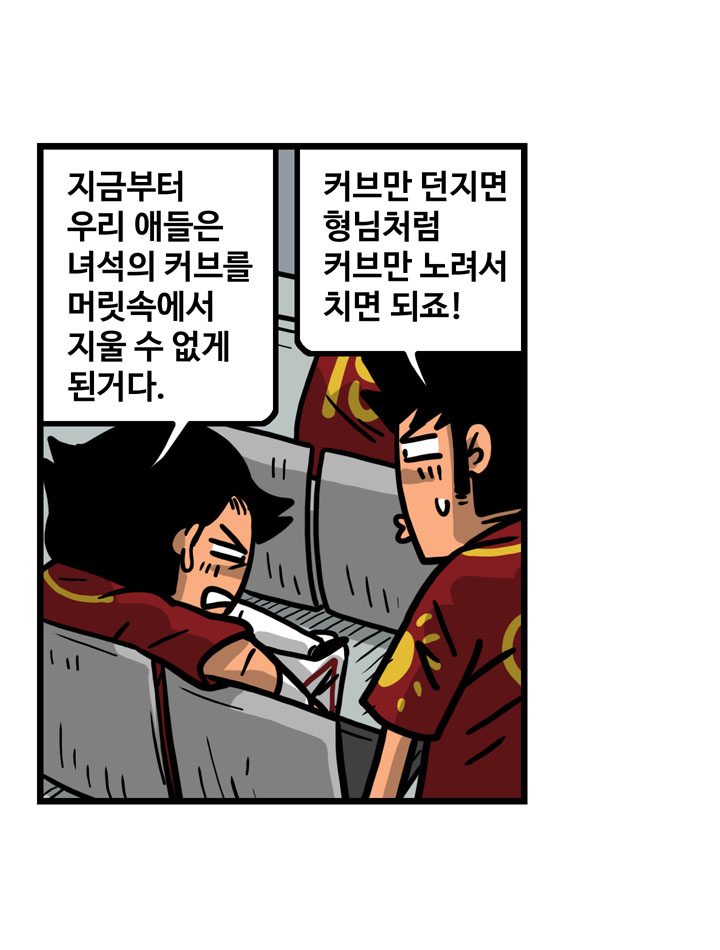 지금부터
우리 애들은
녀석의 커브를
머릿속에서
지울 수 없게
된거다.
커브만 던지면
형님처럼
커브만 노려서
치면 되죠!